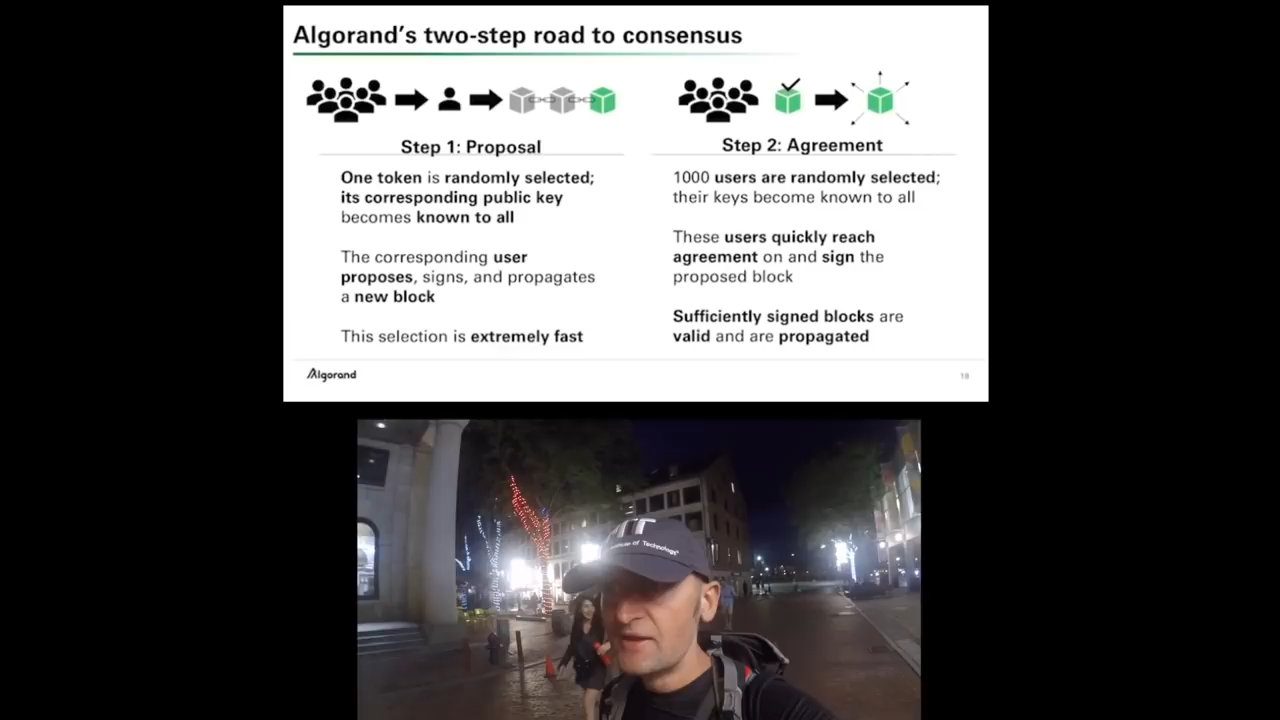 Algorand's two-step road to consensus
Step 1: Proposal
One token is randomly selected;
its corresponding public key
becomes known to all
The corresponding user
proposes, signs, and propagates
a new block
This selection is extremely fast
Step 2: Agreement
1000 users are randomly selected;
their keys become known to all
These users quickly reach
agreement on and sign the
proposed block
Sufficiently signed blocks are
valid and are propagated
Algorand
18
of Technology